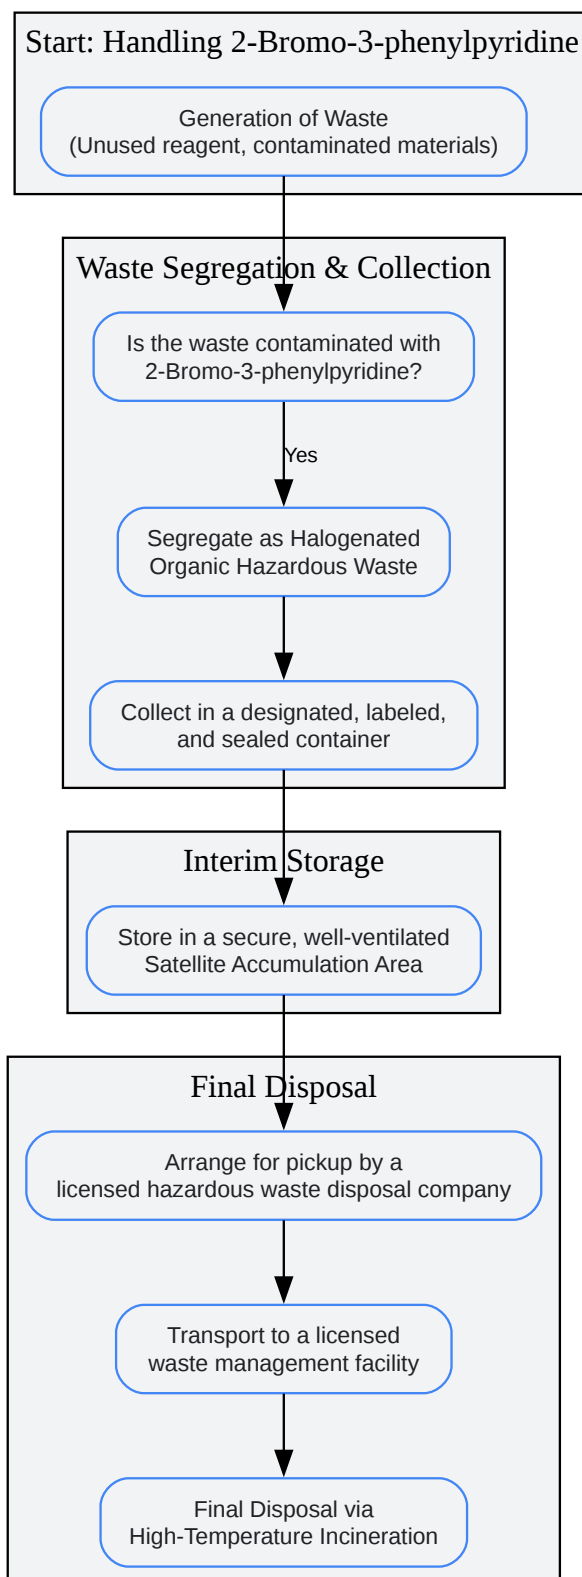 Start: Handling 2-Bromo-3-phenylpyridine
Generation of Waste
(Unused reagent, contaminated materials)
Waste Segregation & Collection
Is the waste contaminated with
2-Bromo-3-phenylpyridine?
Yes
Segregate as Halogenated
Organic Hazardous Waste
Collect in a designated, labeled,
and sealed container
Interim Storage
Store in a secure, well-ventilated
Satellite Accumulation Area
Final Disposal
Arrange for pickup by a
licensed hazardous waste disposal company
Transport to a licensed
waste management facility
Final Disposal via
High-Temperature Incineration